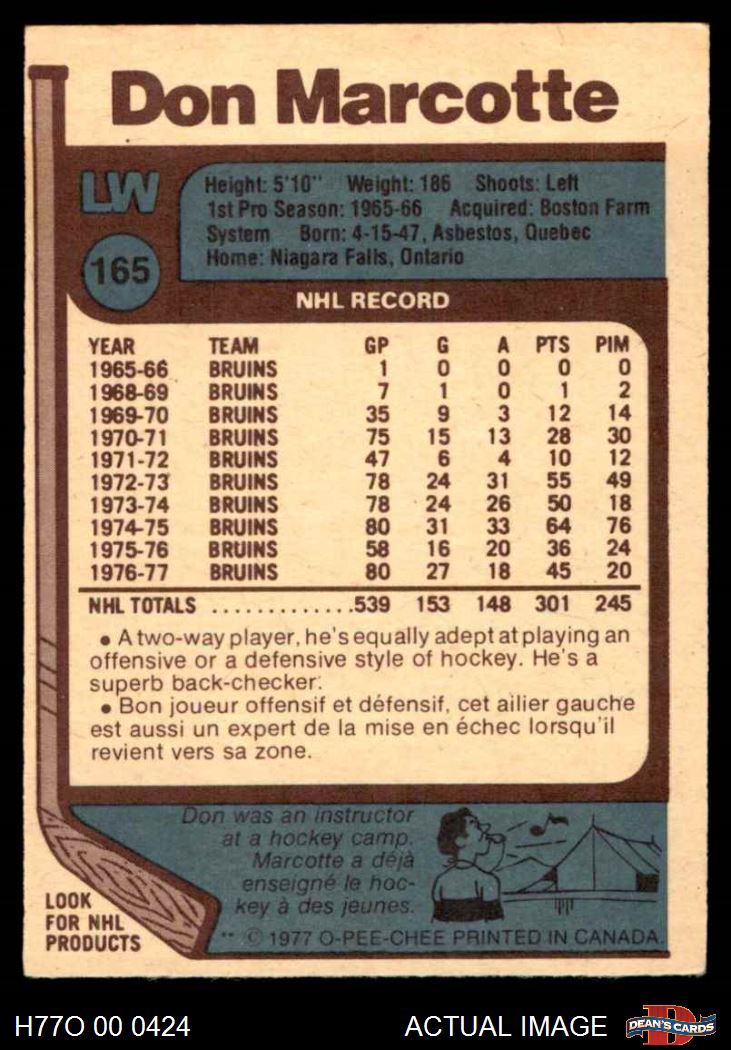 Don Marcotte
LW
165
Height: 5'10" Weight: 186 Shoots: Left
1st Pro Season: 1965-66 Acquired: Boston Farm
System Born: 4-15-47, Asbestos, Quebec
Home: Niagara Falls, Ontario
NHL RECORD
YEAR TEAM GP G A PTS PIM
1965-66 BRUINS 1 0 0 0 0
1968-69 BRUINS 7 1 0 1 2
1969-70 BRUINS 35 9 3 12 14
1970-71 BRUINS 75 15 13 28 30
1971-72 BRUINS 47 6 4 10 12
1972-73 BRUINS 78 24 31 55 49
1973-74 BRUINS 78 24 26 50 18
1974-75 BRUINS 80 31 33 64 76
1975-76 BRUINS 58 16 20 36 24
1976-77 BRUINS 80 27 18 45 20
NHL TOTALS .............539 153 148 301 245
• A two-way player, he's equally adept at playing an
offensive or a defensive style of hockey. He's a
superb back-checker.
• Bon joueur offensif et défensif, cet ailier gauche
est aussi un expert de la mise en échec lorsqu'il
revient vers sa zone.
Don was an instructor
at a hockey camp.
Marcotte a déjà
enseigné le hoc-
key à des jeunes.
LOOK
FOR NHL
PRODUCTS
** © 1977 O-PEE-CHEE PRINTED IN CANADA
H77O 00 0424 ACTUAL IMAGE
D
DEAN'S CARDS